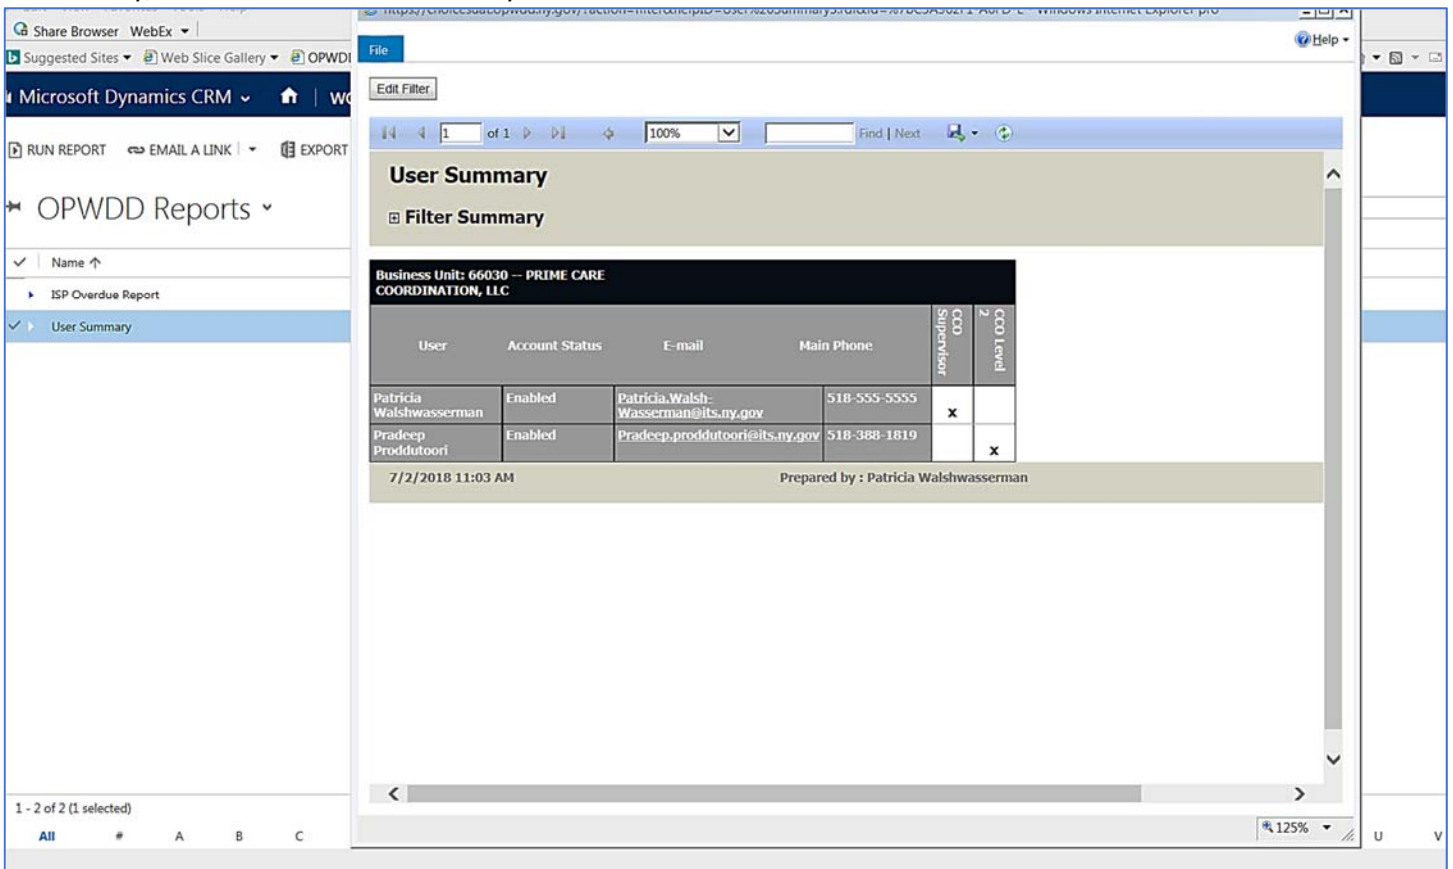 Share Browser WebEx
Suggested Sites Web Slice Gallery OPWDI
Microsoft Dynamics CRM
RUN REPORT EMAIL A LINK EXPORT
OPWDD Reports
Name
ISP Overdue Report
User Summary
1 - 2 of 2 (1 selected)
All # A B C
Windows Internet Explorer pro
File
Help
Edit Filter
1 of 1 100% Find | Next
User Summary
Filter Summary
Business Unit: 66030 -- PRIME CARE
COORDINATION, LLC
User Account Status E-mail Main Phone CCO Supervisor CCO Level 2
Patricia Enabled Patricia.Walsh- 518-555-5555
Walshwasserman Wasserman@its.ny.gov x
Pradeep Enabled Pradeep.proddutoori@its.ny.gov 518-388-1819
Proddutoori x
7/2/2018 11:03 AM Prepared by : Patricia Walshwasserman
125%
U V